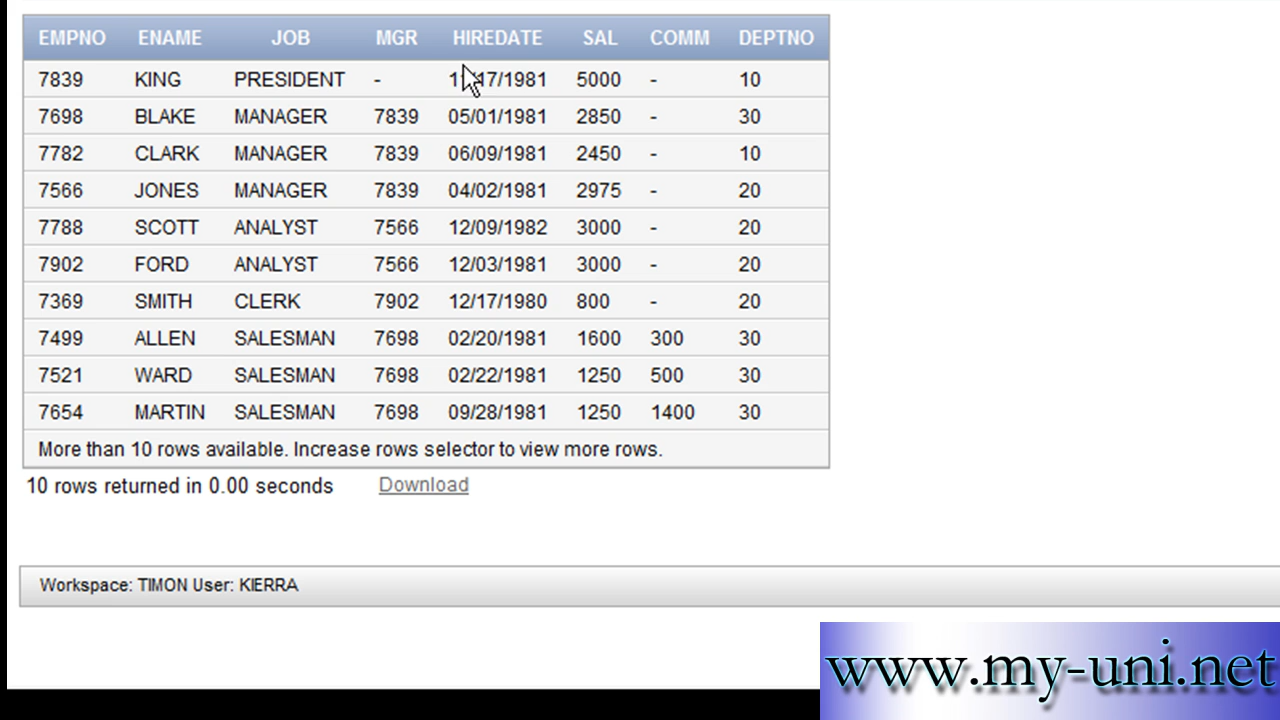 EMPNO ENAME JOB MGR HIREDATE SAL COMM DEPTNO
7839 KING PRESIDENT - 5000 - 10
7698 BLAKE MANAGER 7839 05/01/1981 2850 - 30
7782 CLARK MANAGER 7839 06/09/1981 2450 - 10
7566 JONES MANAGER 7839 04/02/1981 2975 - 20
7788 SCOTT ANALYST 7566 12/09/1982 3000 - 20
7902 FORD ANALYST 7566 12/03/1981 3000 - 20
7369 SMITH CLERK 7902 12/17/1980 800 - 20
7499 ALLEN SALESMAN 7698 02/20/1981 1600 300 30
7521 WARD SALESMAN 7698 02/22/1981 1250 500 30
7654 MARTIN SALESMAN 7698 09/28/1981 1250 1400 30
More than 10 rows available. Increase rows selector to view more rows.
10 rows returned in 0.00 seconds Download
Workspace: TIMON User: KIERRA
www.my-uni.net